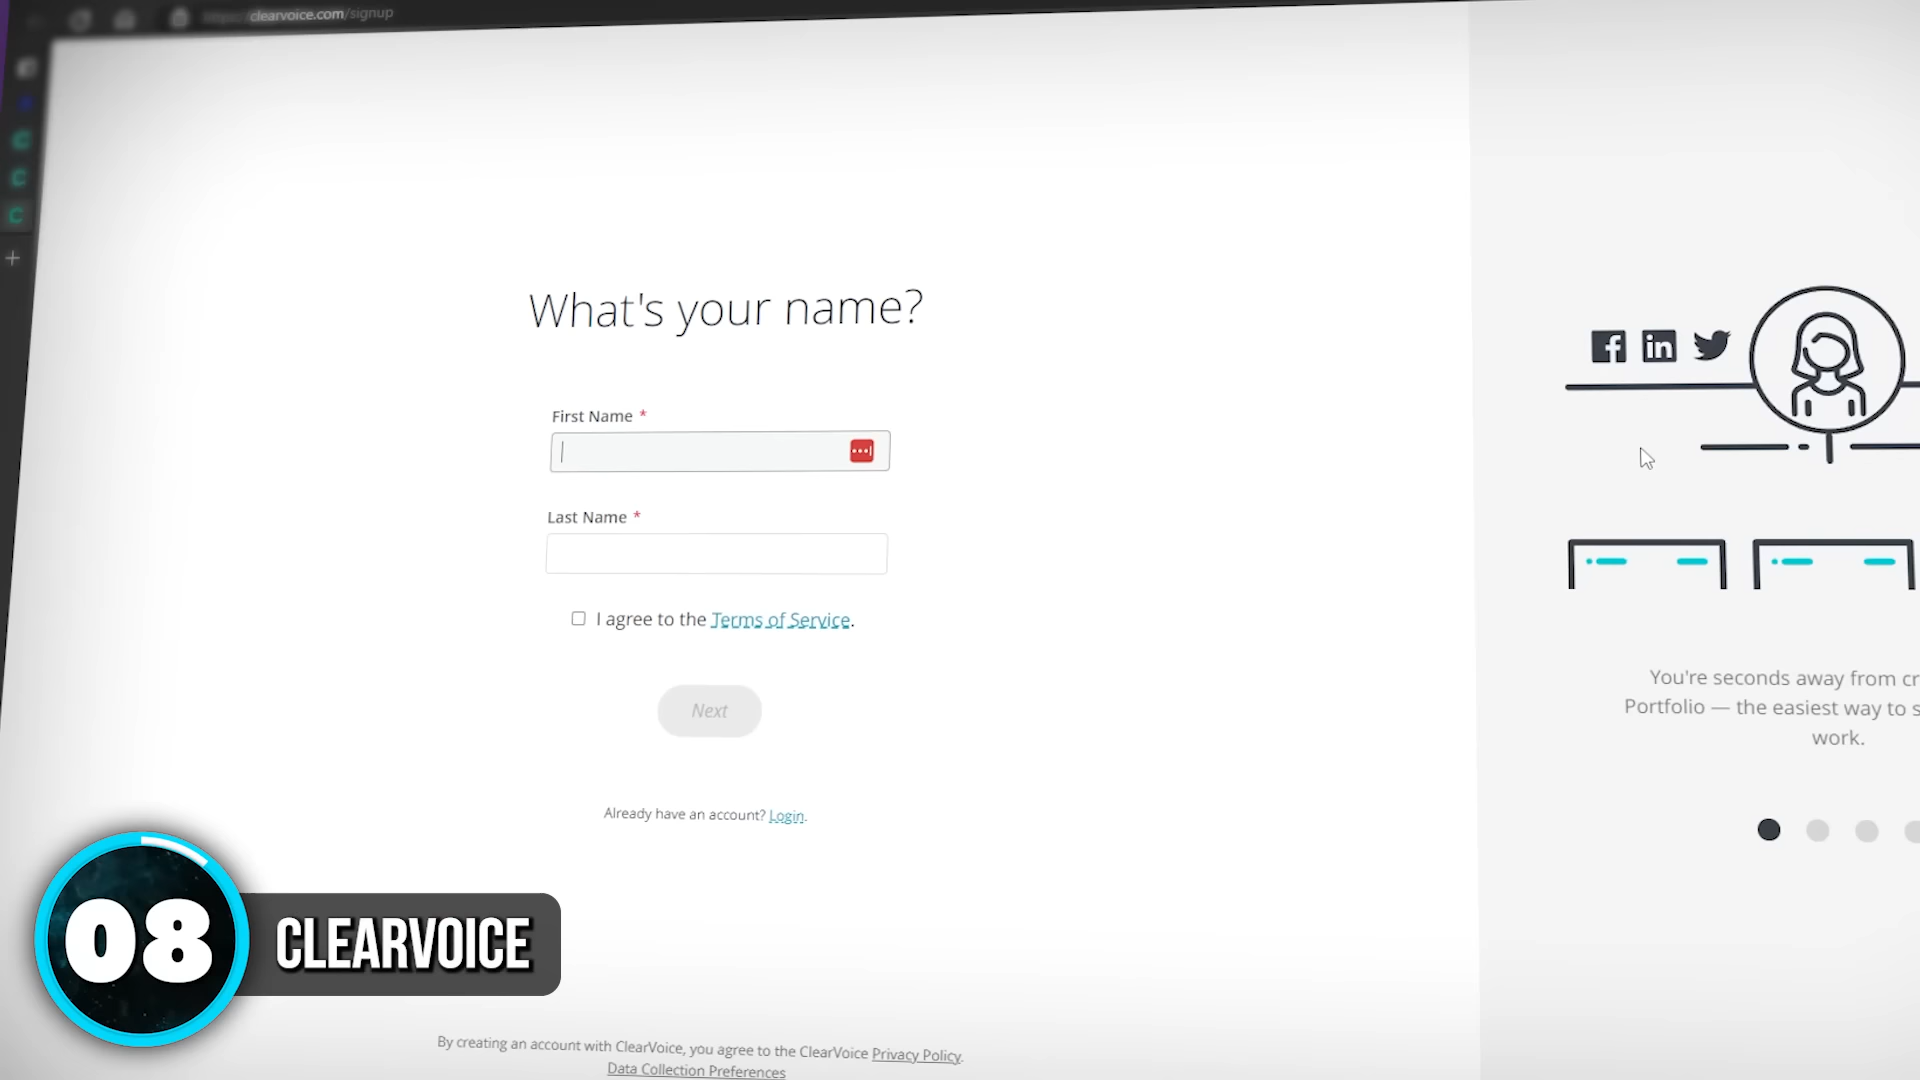 https://clearvoice.com/signup
What's your name?
First Name *
Last Name *
I agree to the Terms of Service.
Next
Already have an account? Login.
You're seconds away from cr
Portfolio — the easiest way to s
work.
08
CLEARVOICE
By creating an account with ClearVoice, you agree to the ClearVoice Privacy Policy.
Data Collection Preferences